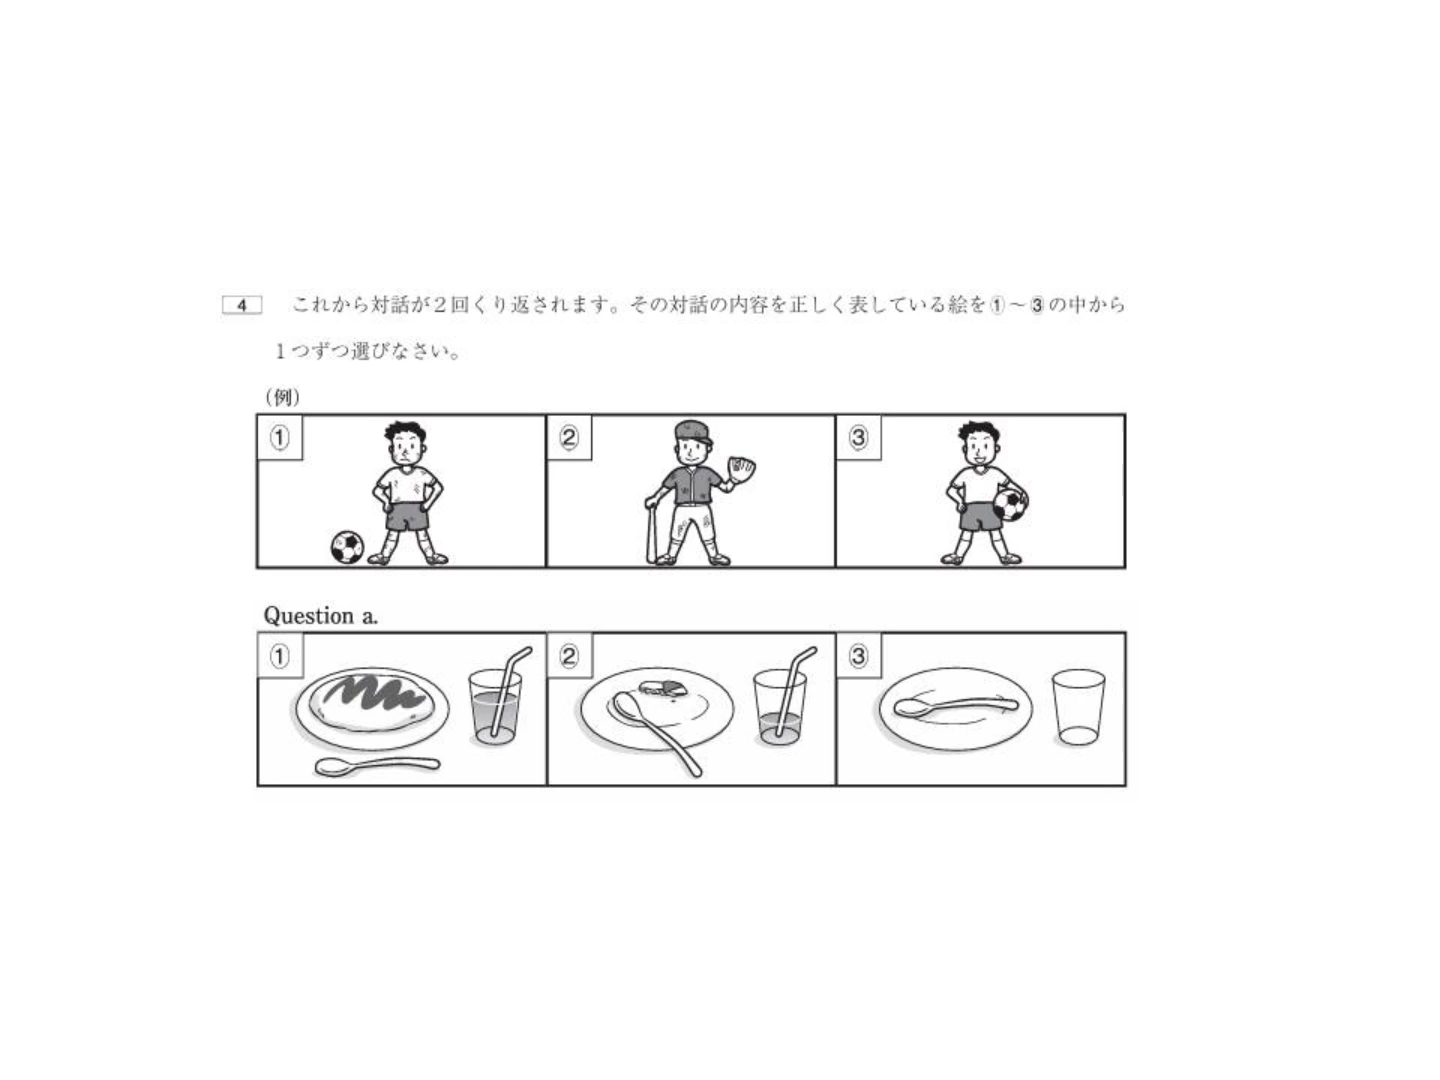 4 これから対話が２回くり返されます。その対話の内容を正しく表している絵を①～③の中から
１つずつ選びなさい。
（例）
① ② ③
Question a.
① ② ③